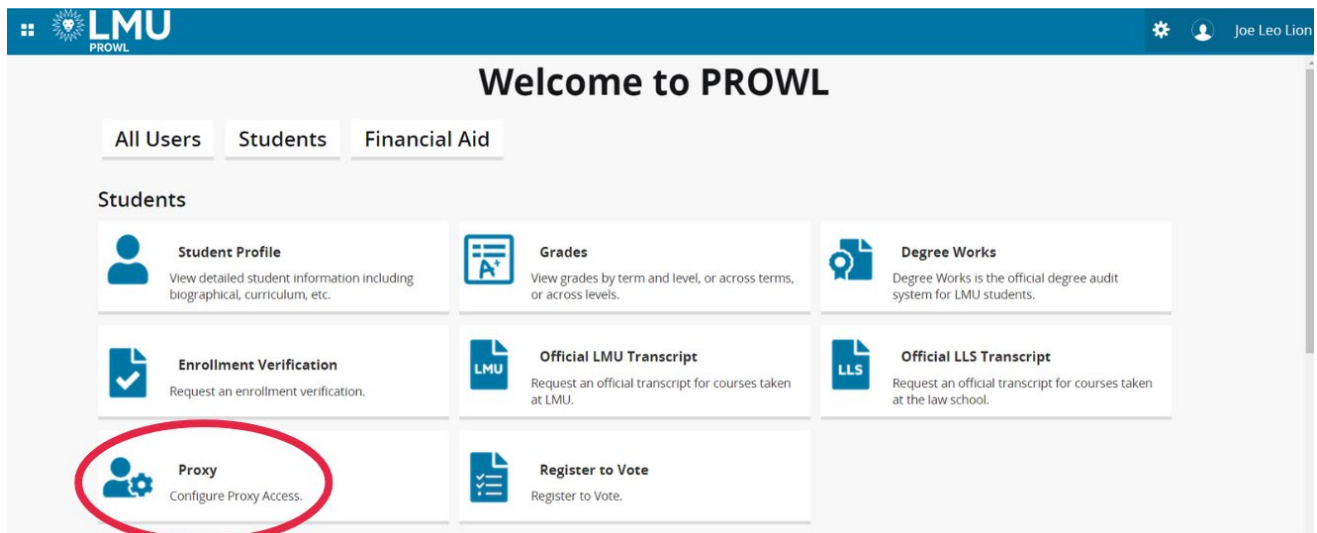 LMU
PROWL
Joe Leo Lion
Welcome to PROWL
All Users Students Financial Aid
Students
Student Profile
View detailed student information including
biographical, curriculum, etc.
A+
Grades
View grades by term and level, or across terms,
or across levels.
Degree Works
Degree Works is the official degree audit
system for LMU students.
Enrollment Verification
Request an enrollment verification.
LMU
Official LMU Transcript
Request an official transcript for courses taken
at LMU.
LLS
Official LLS Transcript
Request an official transcript for courses taken
at the law school.
Proxy
Configure Proxy Access.
Register to Vote
Register to Vote.